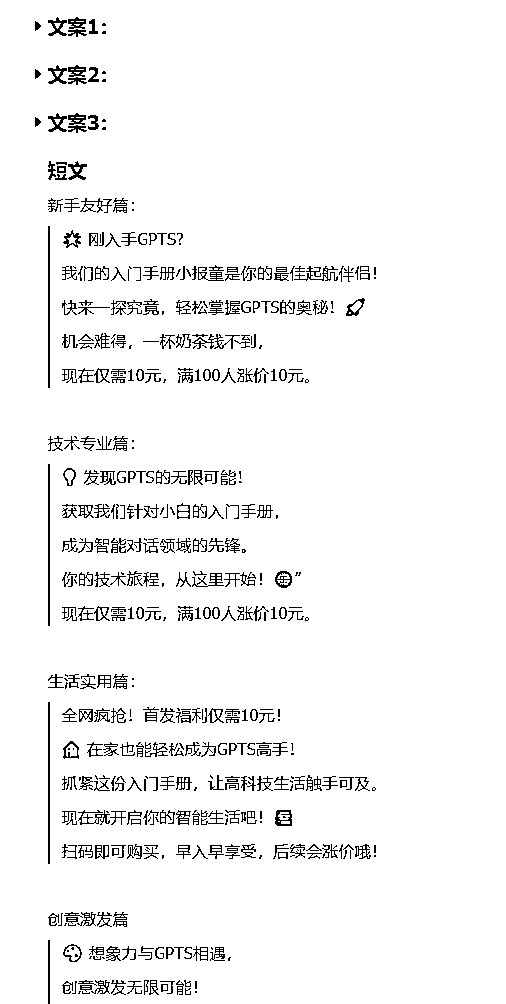 文案1：
文案2：
文案3：
短文
新手友好篇：
🌟 刚入手GPTS?
我们的入门手册小报童是你的最佳起航伴侣！
快来一探究竟，轻松掌握GPTS的奥秘！🚀
机会难得，一杯奶茶钱不到，
现在仅需10元，满100人涨价10元。
技术专业篇：
💡 发现GPTS的无限可能！
获取我们针对小白的入门手册，
成为智能对话领域的先锋。
你的技术旅程，从这里开始！🌐”
现在仅需10元，满100人涨价10元。
生活实用篇：
全网疯抢！首发福利仅需10元！
🏠 在家也能轻松成为GPTS高手！
抓紧这份入门手册，让高科技生活触手可及。
现在就开启你的智能生活吧！📒
扫码即可购买，早入早享受，后续会涨价哦！
创意激发篇
🎨 想象力与GPTS相遇，
创意激发无限可能！